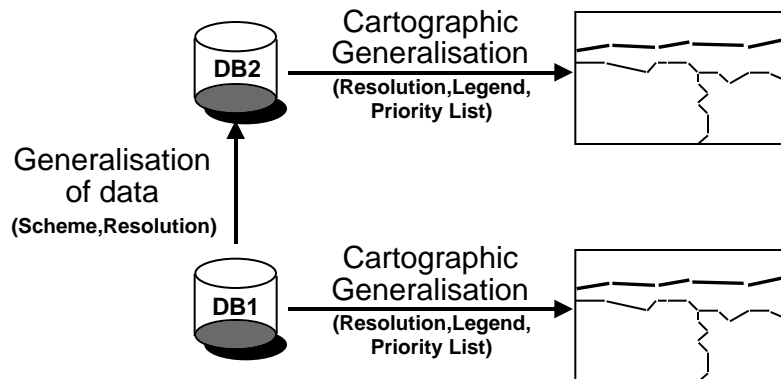 Cartographic
Generalisation
(Resolution,Legend,
Priority List)
DB2
Generalisation
of data
(Scheme,Resolution)
Cartographic
Generalisation
(Resolution,Legend,
Priority List)
DB1